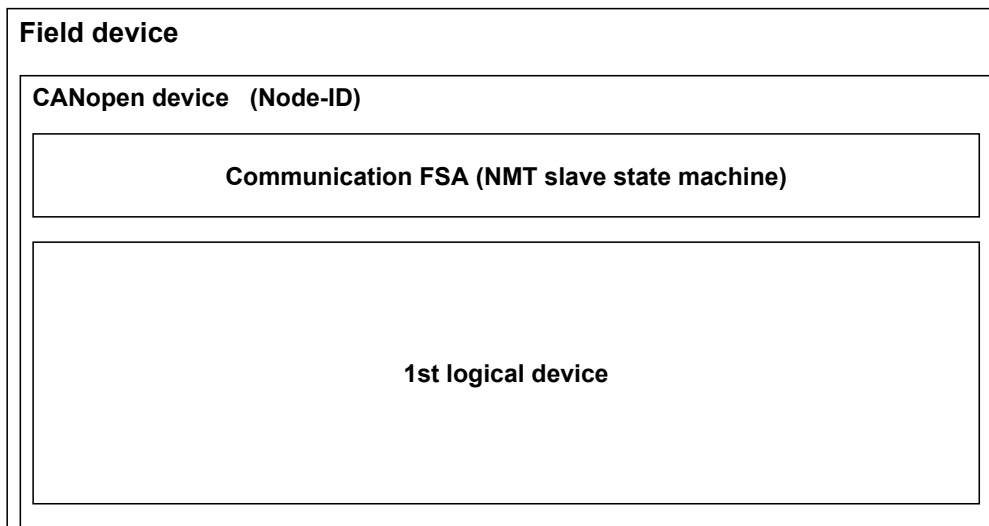 Field device
CANopen device (Node-ID)
Communication FSA (NMT slave state machine)
1st logical device